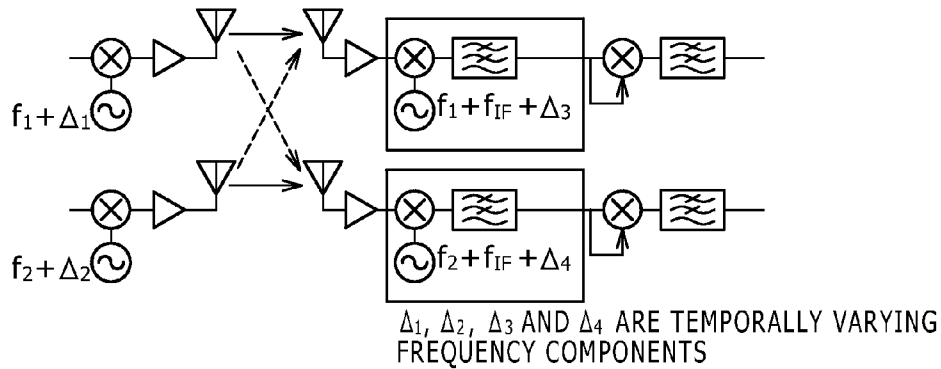 f₁+Δ₁
f₁+f_IF+Δ₃
f₂+Δ₂
f₂+f_IF+Δ₄
Δ₁, Δ₂, Δ₃ AND Δ₄ ARE TEMPORALLY VARYING
FREQUENCY COMPONENTS